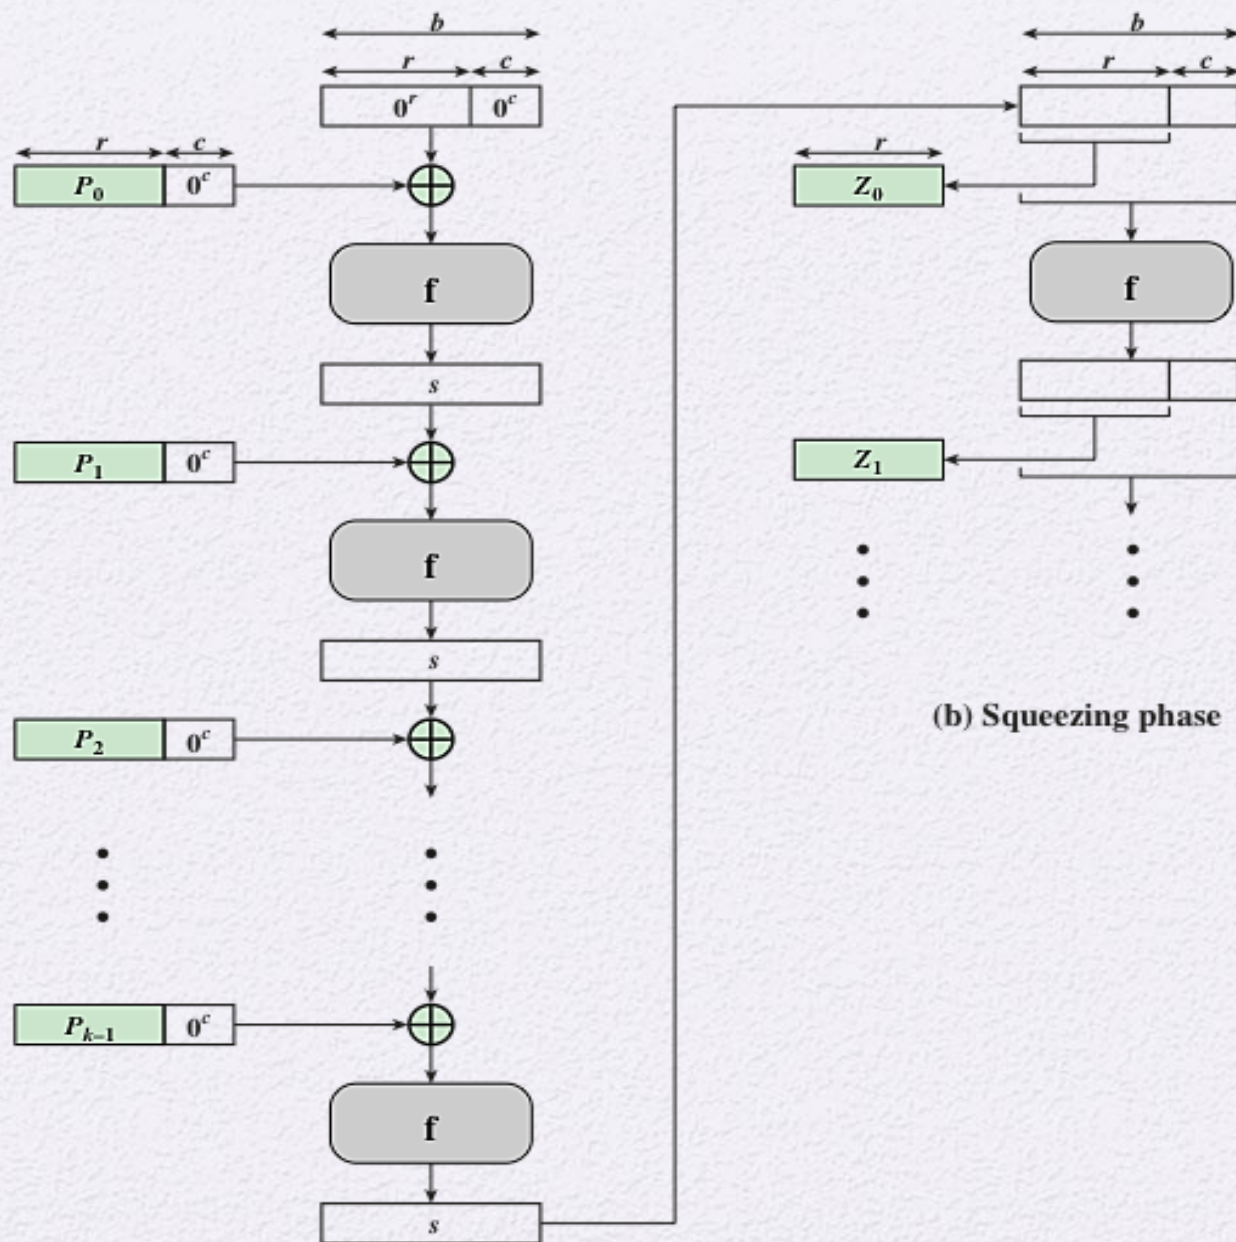 b
r c
0^r 0^c
r c
P_0 0^c
f
s
P_1 0^c
f
s
P_2 0^c
P_{k–1} 0^c
f
s
b
r c
r
Z_0
f
Z_1
(b) Squeezing phase